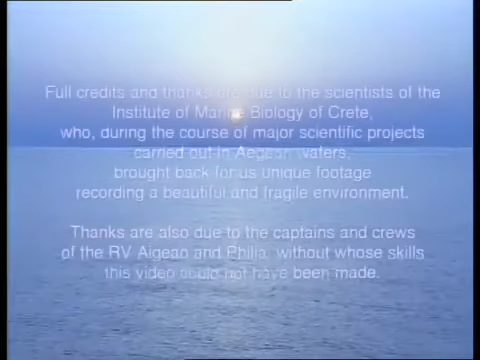 Full credits and thanks are due to the scientists of the
Institute of Marine Biology of Crete,
who, during the course of major scientific projects
carried out in Aegean waters,
brought back for us unique footage
recording a beautiful and fragile environment.
Thanks are also due to the captains and crews
of the RV Aigeao and Philia, without whose skills
this video could not have been made.